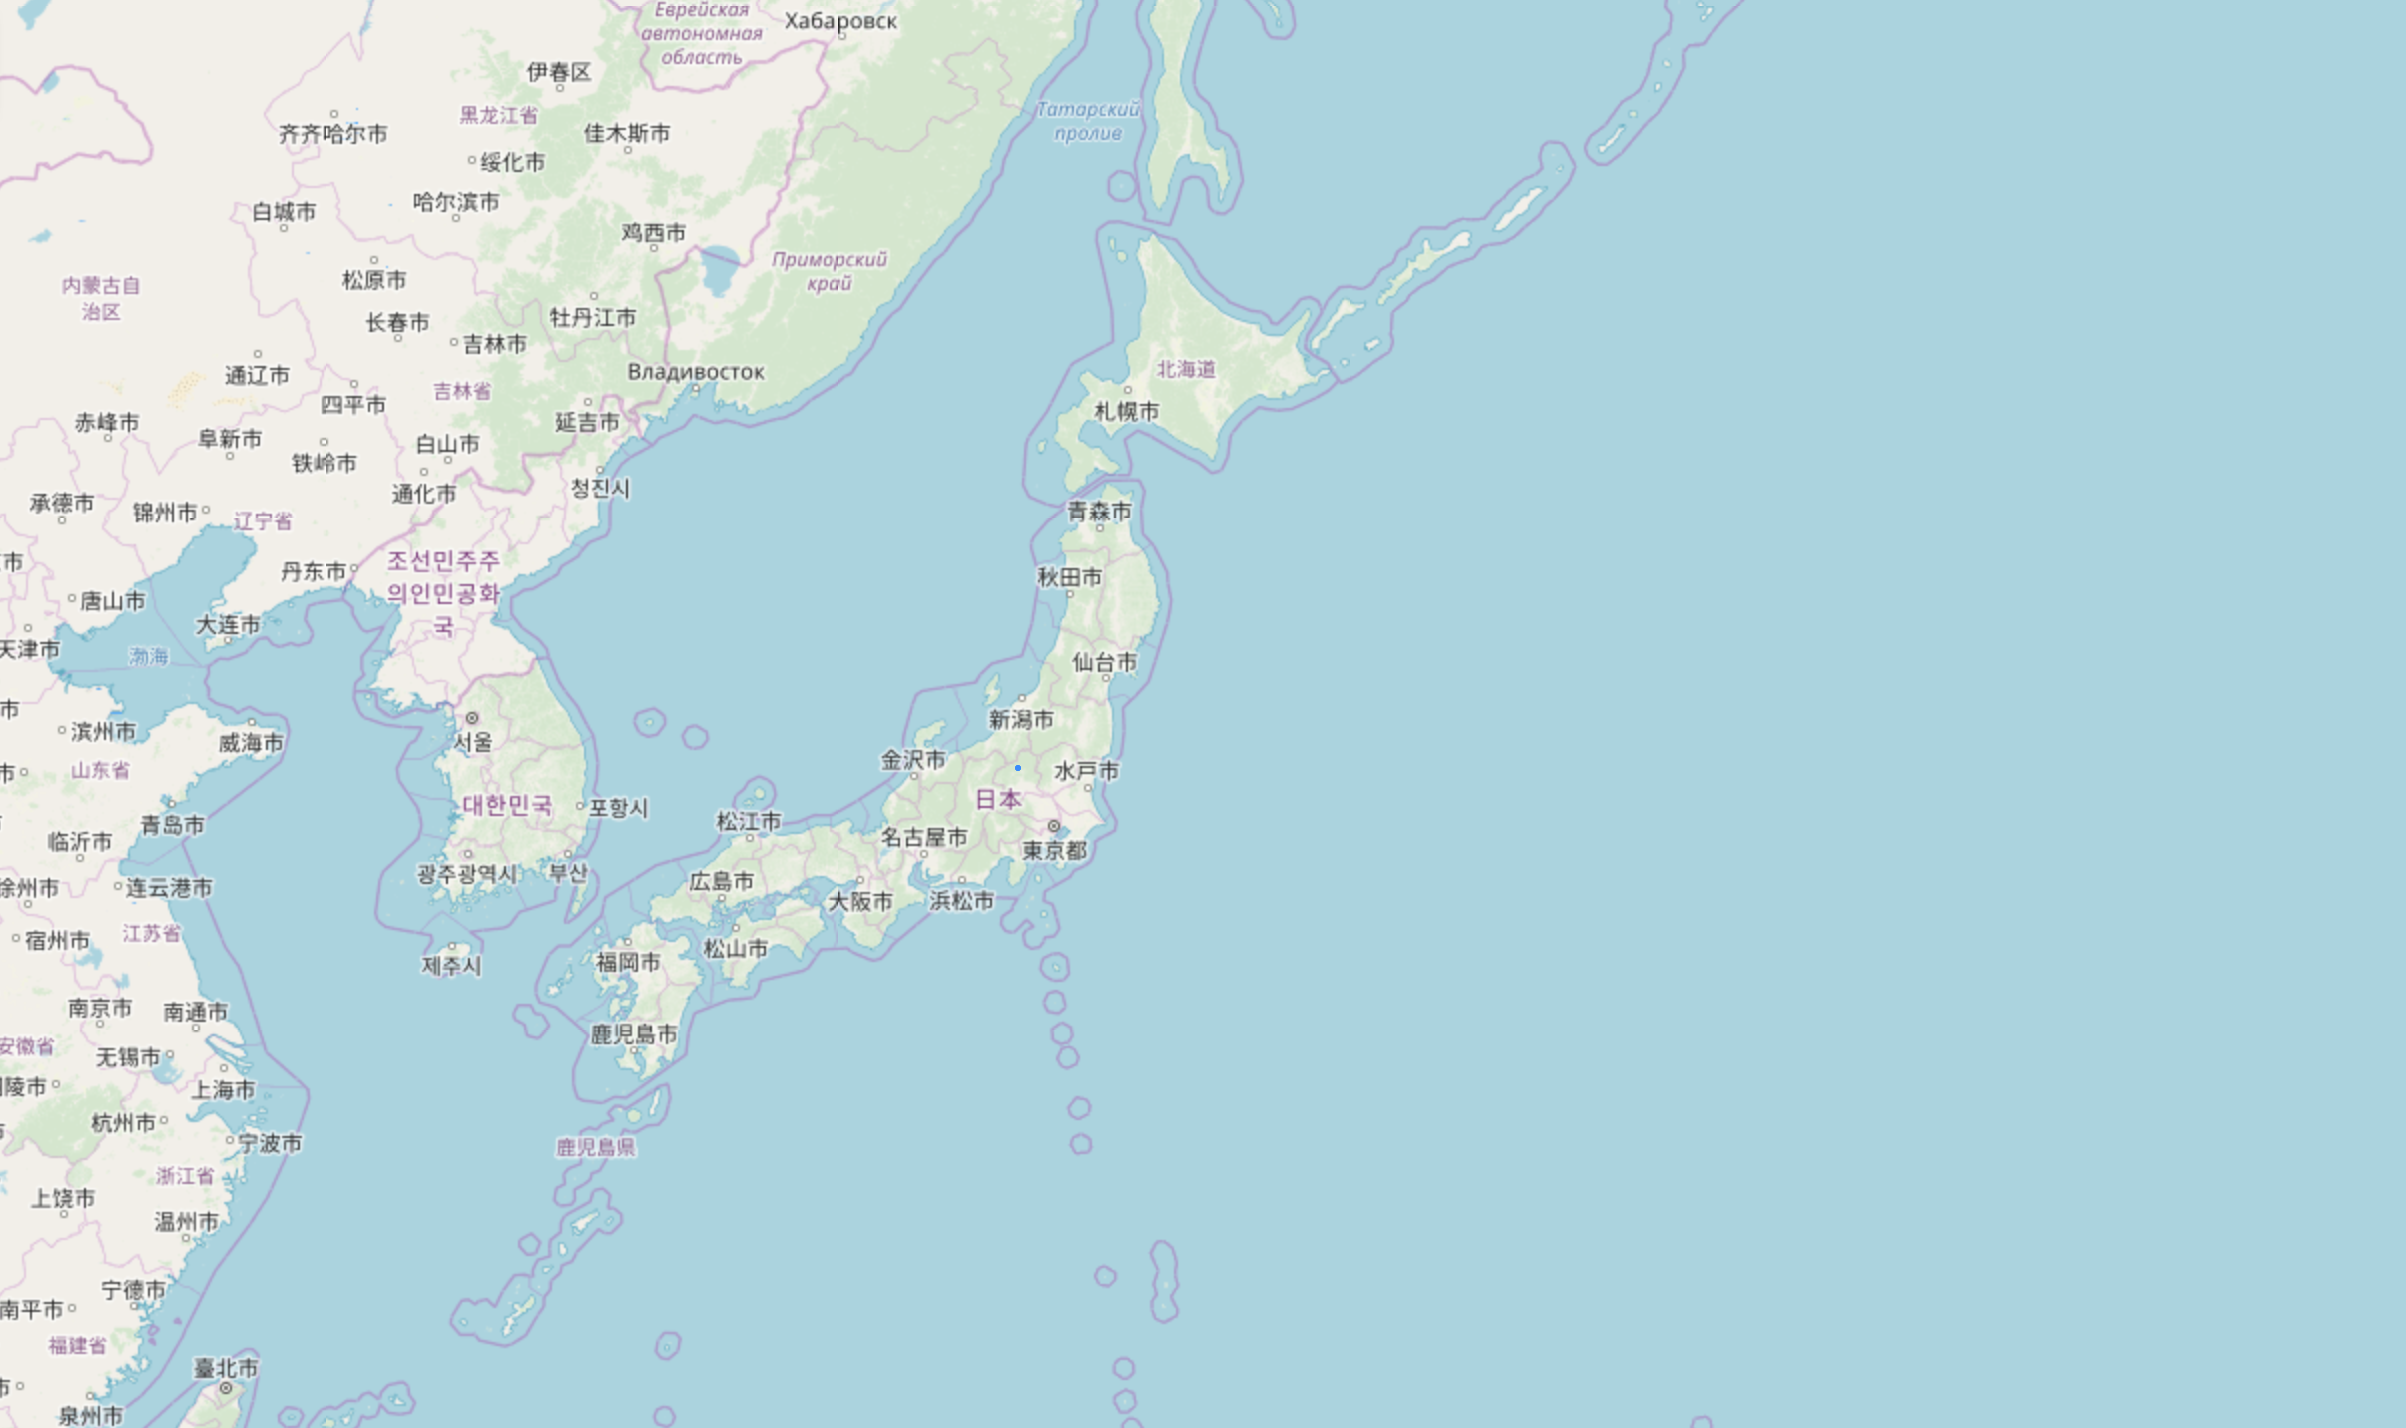 Еврейская
автономная
область
Хабаровск
伊春区
黑龙江省
Татарский
пролив
齐齐哈尔市
佳木斯市
绥化市
哈尔滨市
白城市
鸡西市
Приморский
край
松原市
内蒙古自
治区
长春市
牡丹江市
吉林市
北海道
Владивосток
通辽市
吉林省
四平市
札幌市
赤峰市
延吉市
阜新市
白山市
铁岭市
通化市
청진시
承德市
锦州市
青森市
辽宁省
市
조선민주주
의인민공화
국
丹东市
秋田市
唐山市
大连市
天津市
渤海
仙台市
市
新潟市
滨州市
威海市
서울
金沢市
水戸市
市
山东省
日本
대한민국
포항시
松江市
青岛市
名古屋市
临沂市
東京都
광주광역시
부산
広島市
徐州市
连云港市
大阪市
浜松市
江苏省
宿州市
松山市
福岡市
제주시
南京市
南通市
鹿児島市
安徽省
无锡市
陵市
上海市
杭州市
宁波市
鹿児島県
浙江省
上饶市
温州市
宁德市
南平市
福建省
臺北市
市
泉州市